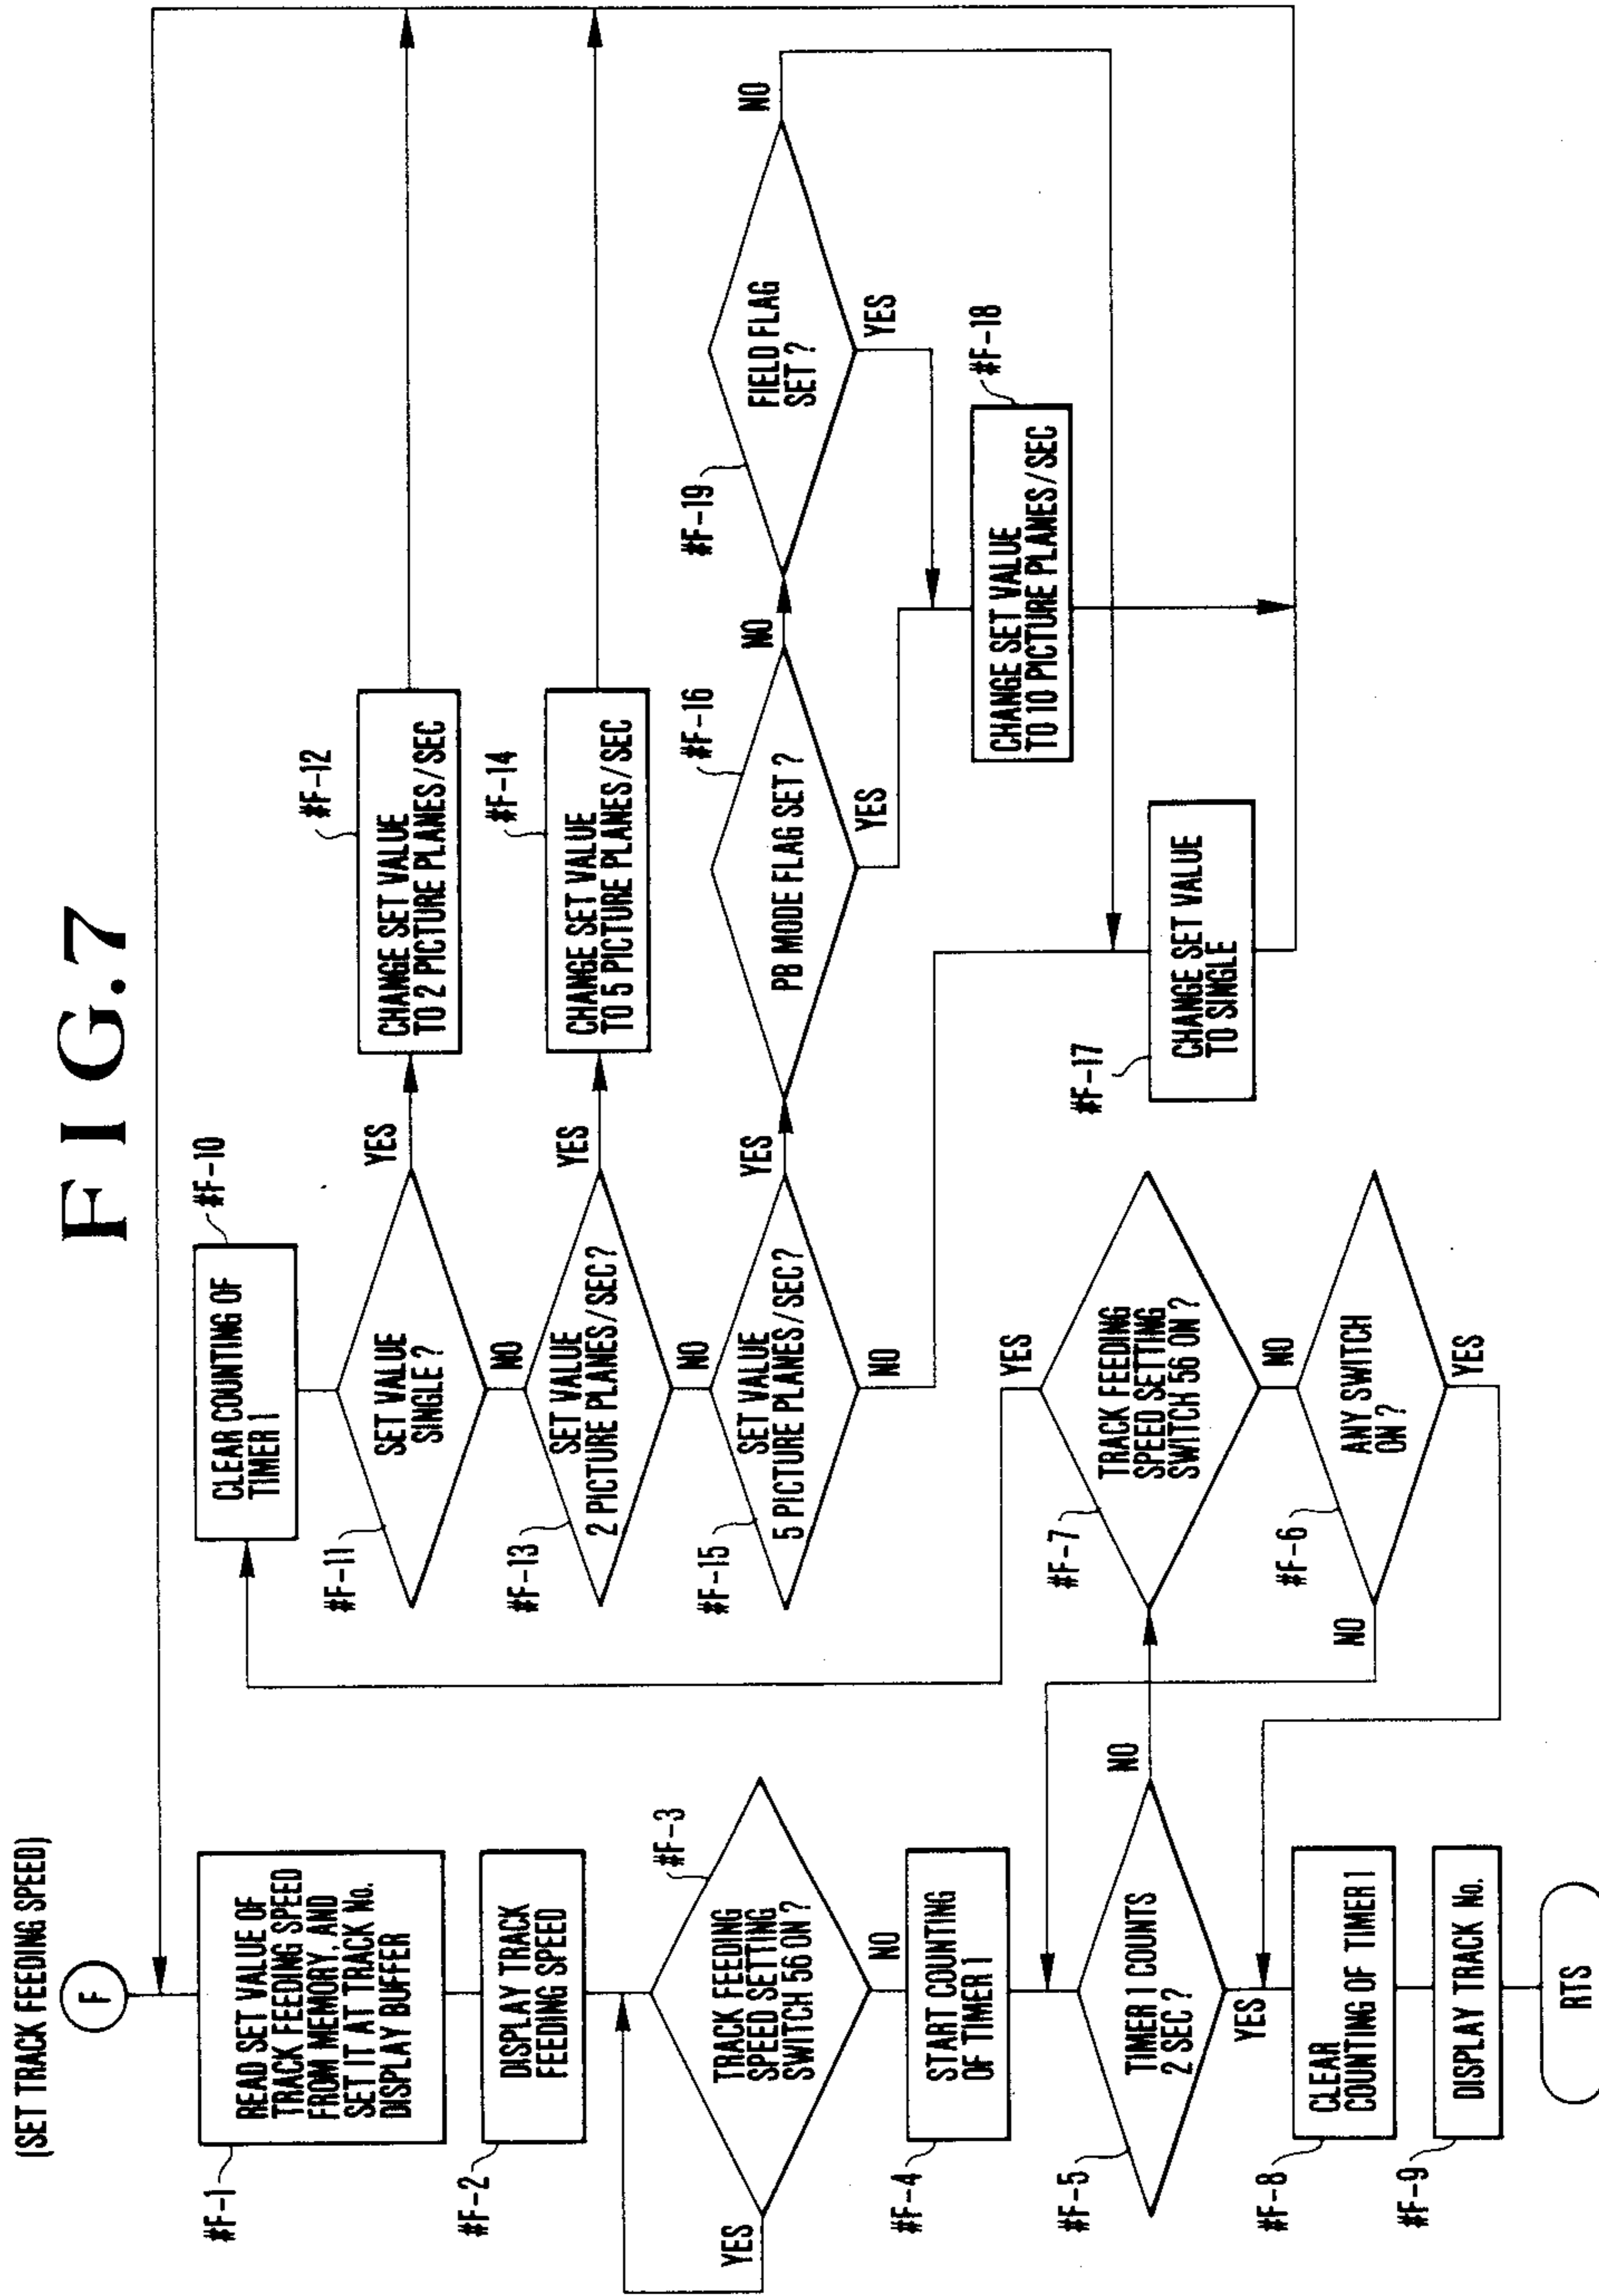 FIG.7
(SET TRACK FEEDING SPEED)
F
#F-1
READ SET VALUE OF
TRACK FEEDING SPEED
FROM MEMORY, AND
SET IT AT TRACK No.
DISPLAY BUFFER
#F-2
DISPLAY TRACK
FEEDING SPEED
#F-3
TRACK FEEDING
SPEED SETTING
SWITCH 56 ON ?
YES
NO
#F-4
START COUNTING
OF TIMER 1
#F-5
TIMER 1 COUNTS
2 SEC ?
NO
YES
#F-8
CLEAR
COUNTING OF TIMER 1
#F-9
DISPLAY TRACK No.
RTS
#F-10
CLEAR COUNTING OF
TIMER 1
#F-11
SET VALUE
SINGLE ?
YES
NO
#F-12
CHANGE SET VALUE
TO 2 PICTURE PLANES/SEC
#F-13
SET VALUE
2 PICTURE PLANES/SEC?
YES
NO
#F-14
CHANGE SET VALUE
TO 5 PICTURE PLANES/SEC
#F-15
SET VALUE
5 PICTURE PLANES/SEC?
YES
NO
#F-16
PB MODE FLAG SET ?
NO
YES
#F-19
FIELD FLAG
SET ?
NO
YES
#F-18
CHANGE SET VALUE
TO 10 PICTURE PLANES/SEC
#F-17
CHANGE SET VALUE
TO SINGLE
#F-7
TRACK FEEDING
SPEED SETTING
SWITCH 56 ON ?
YES
NO
#F-6
ANY SWITCH
ON ?
NO
YES